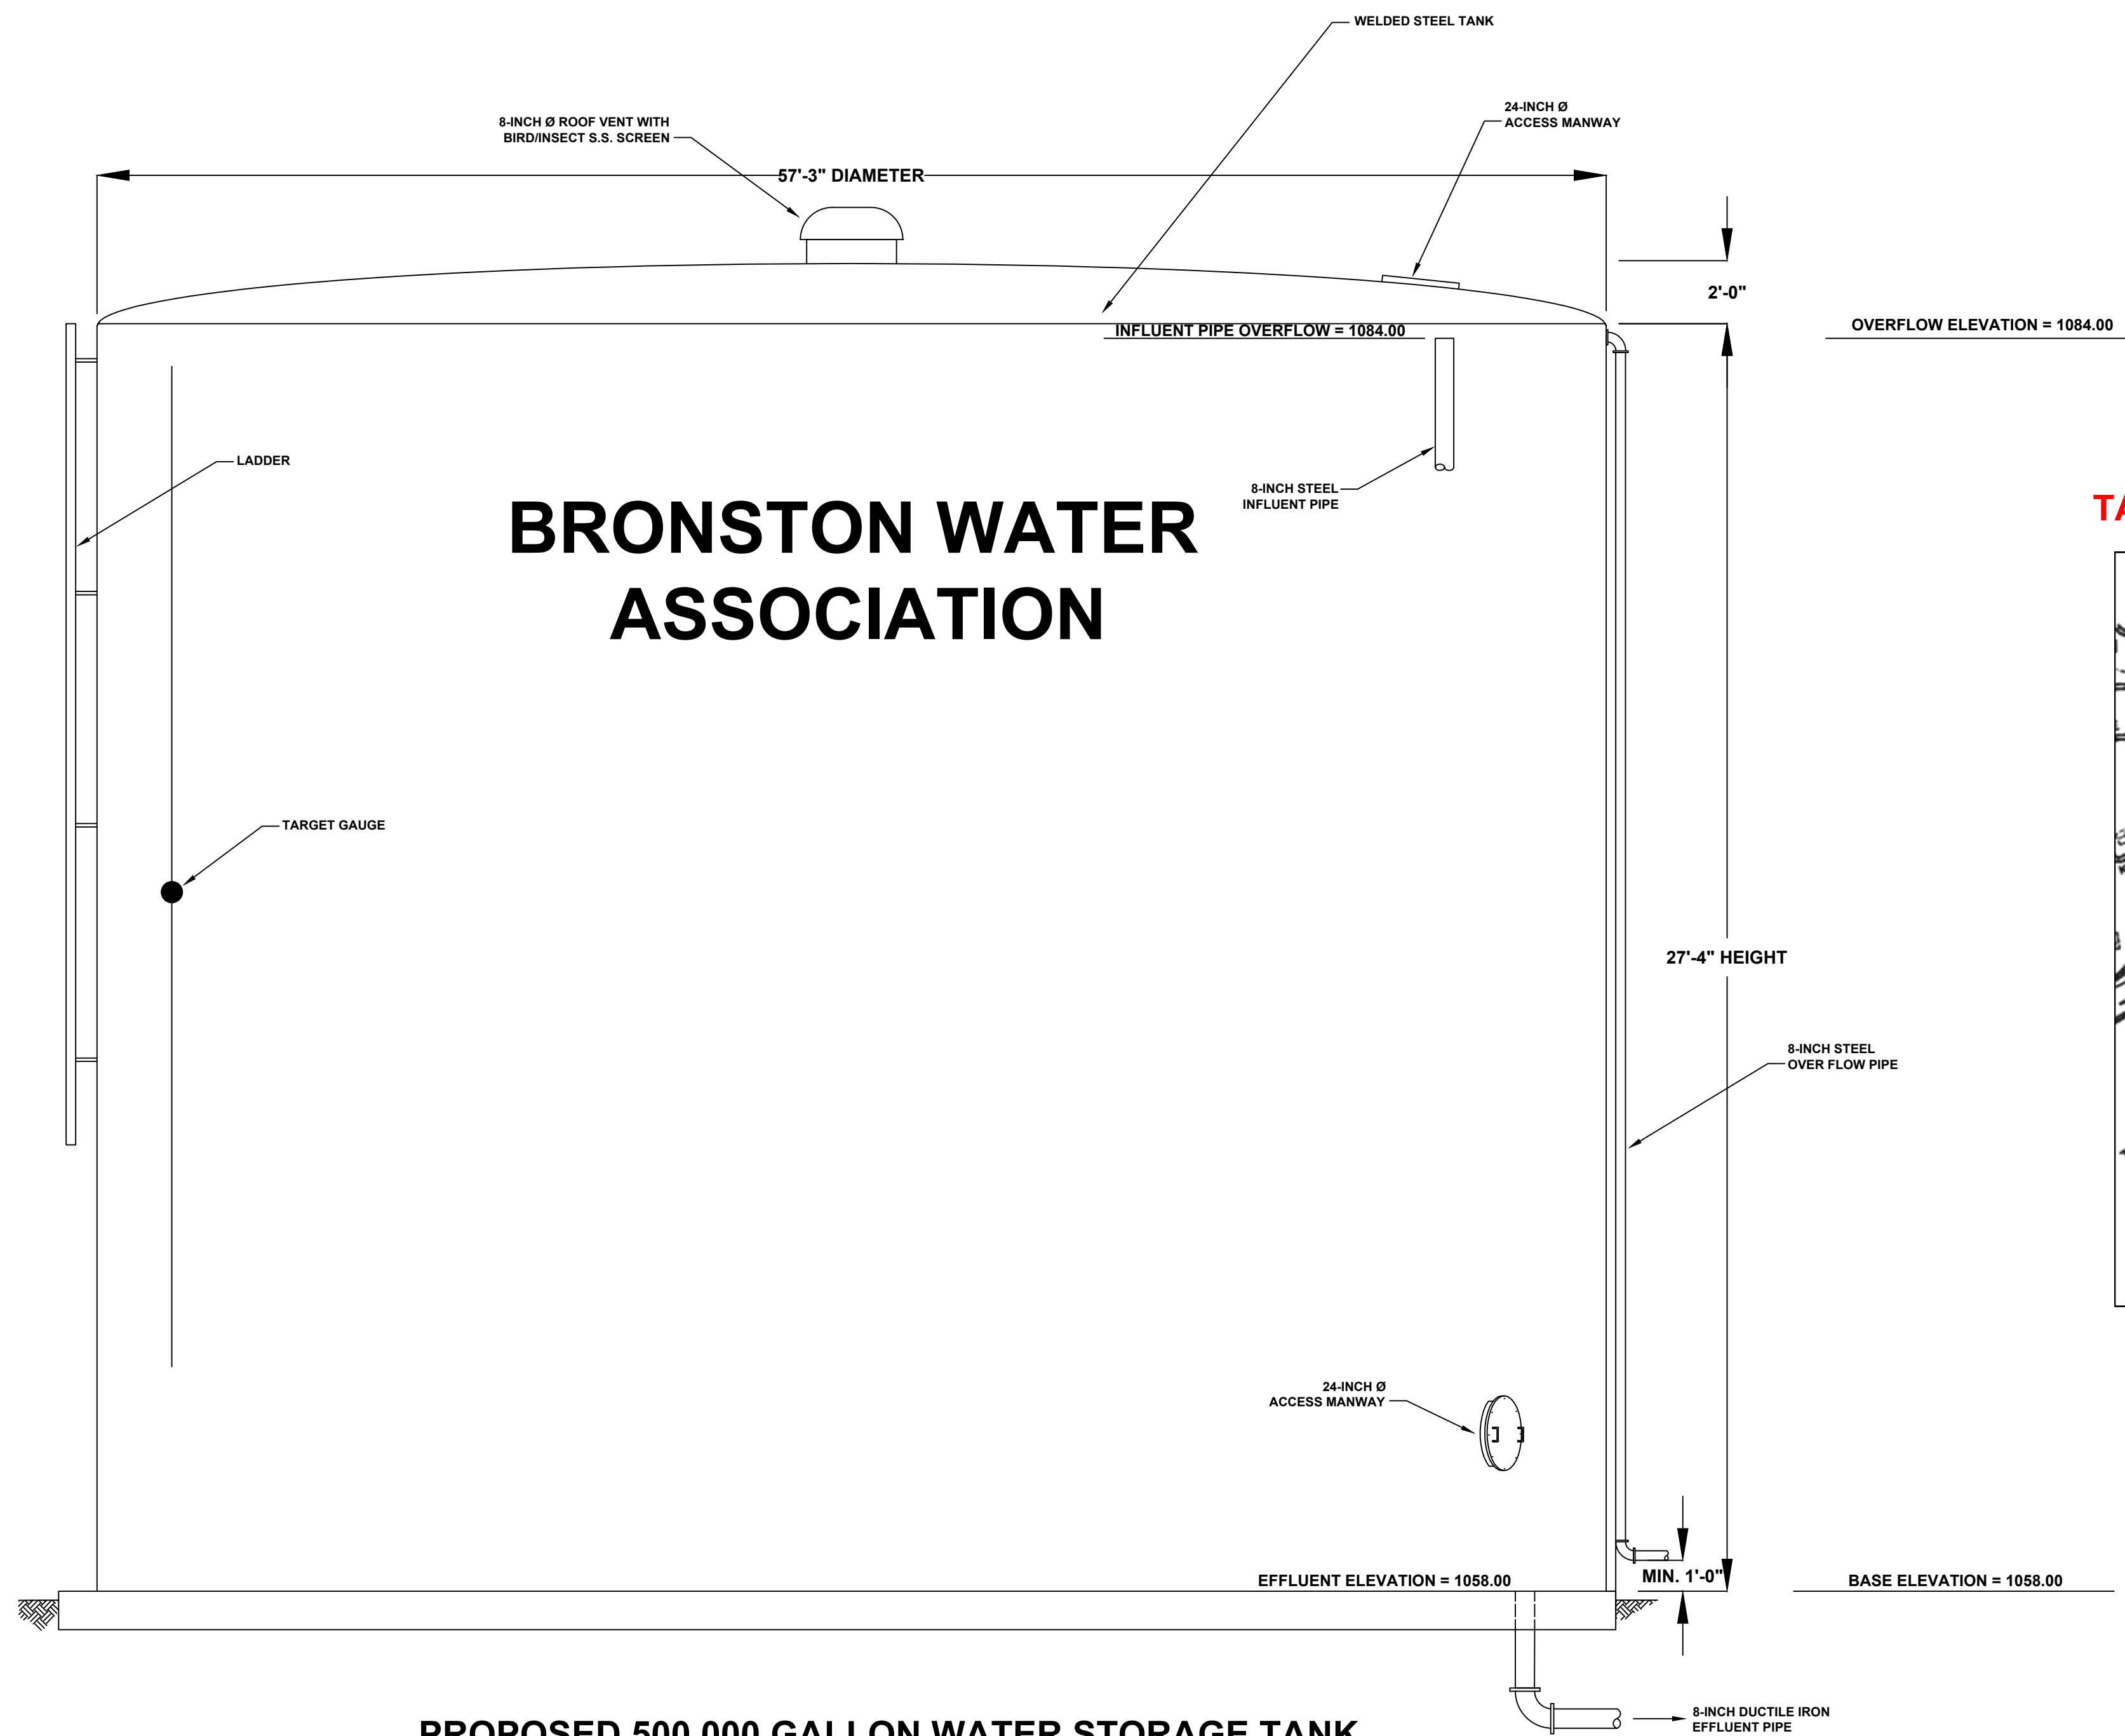 WELDED STEEL TANK
24-INCH Ø
ACCESS MANWAY
8-INCH Ø ROOF VENT WITH
BIRD/INSECT S.S. SCREEN
57'-3" DIAMETER
2'-0"
INFLUENT PIPE OVERFLOW = 1084.00
OVERFLOW ELEVATION = 1084.00
LADDER
8-INCH STEEL
INFLUENT PIPE
BRONSTON WATER
ASSOCIATION
TA
TARGET GAUGE
27'-4" HEIGHT
8-INCH STEEL
OVER FLOW PIPE
24-INCH Ø
ACCESS MANWAY
EFFLUENT ELEVATION = 1058.00
MIN. 1'-0"
BASE ELEVATION = 1058.00
8-INCH DUCTILE IRON
EFFLUENT PIPE
PROPOSED 500,000 GALLON WATER STORAGE TANK